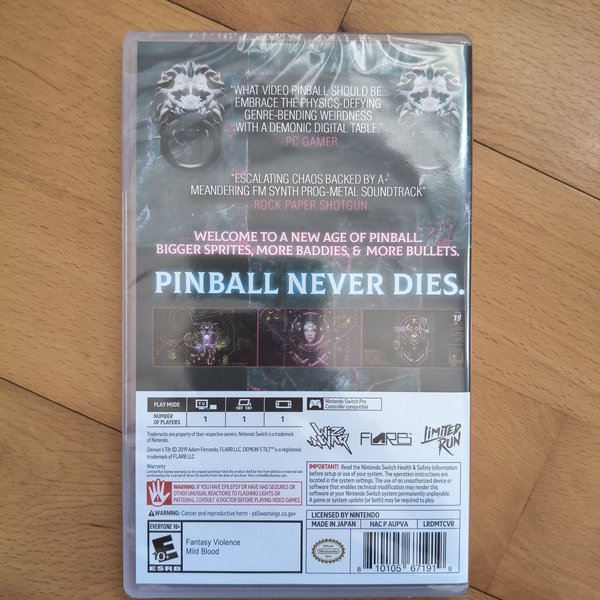 "WHAT VIDEO PINBALL SHOULD BE...
EMBRACE THE PHYSICS-DEFYING
GENRE-BENDING WEIRDNESS
WITH A DEMONIC DIGITAL TABLE."
-PC GAMER
"ESCALATING CHAOS BACKED BY A
MEANDERING FM SYNTH PROG-METAL SOUNDTRACK"
-ROCK PAPER SHOTGUN
WELCOME TO A NEW AGE OF PINBALL.
BIGGER SPRITES, MORE BADDIES, & MORE BULLETS.
PINBALL NEVER DIES.
PLAY MODE
TV
Nintendo Switch Pro
Controller compatible
NUMBER
OF PLAYERS
1
1
1
Trademarks are property of their respective owners. Nintendo Switch is a trademark
of Nintendo.
Demon's Tilt © 2019 Adam Ferrando, FLARB LLC. DEMON'S TILT™ is a registered
trademark of FLARB LLC
WIZNWAR
FLARB
LIMITED
RUN
Warranty
WARNING: IF YOU HAVE EPILEPSY OR HAVE HAD SEIZURES OR
OTHER UNUSUAL REACTIONS TO FLASHING LIGHTS OR
PATTERNS, CONSULT A DOCTOR BEFORE PLAYING VIDEO GAMES.
WARNING: Cancer and reproductive harm - p65warnings.ca.gov
IMPORTANT! Read the Nintendo Switch Health & Safety Information
before setup or use of your system. The operation instructions are
located in the system settings. The use of an unauthorized device or
software that enables technical modification may render this
software or your Nintendo Switch system permanently unplayable.
A game or system update (or both) may be required.
LICENSED BY NINTENDO
MADE IN JAPAN
HAC P AUPVA
LRDMTCVR
EVERYONE 10+
E
10+
ESRB
Fantasy Violence
Mild Blood
Official
Nintendo
Seal
8 10105 67191 9